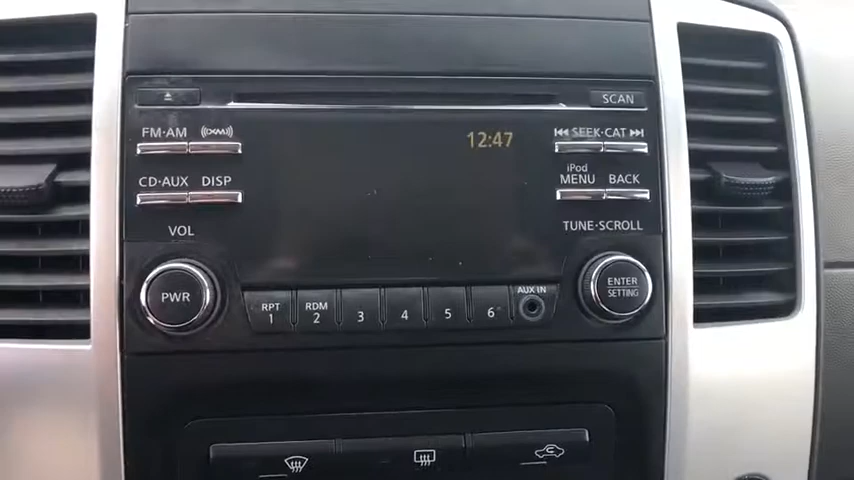 SCAN
FM·AM XM
12:47
SEEK·CAT
CD·AUX DISP
iPod
MENU BACK
VOL
TUNE·SCROLL
PWR
ENTER
SETTING
AUX IN
RPT
1
RDM
2
3
4
5
6